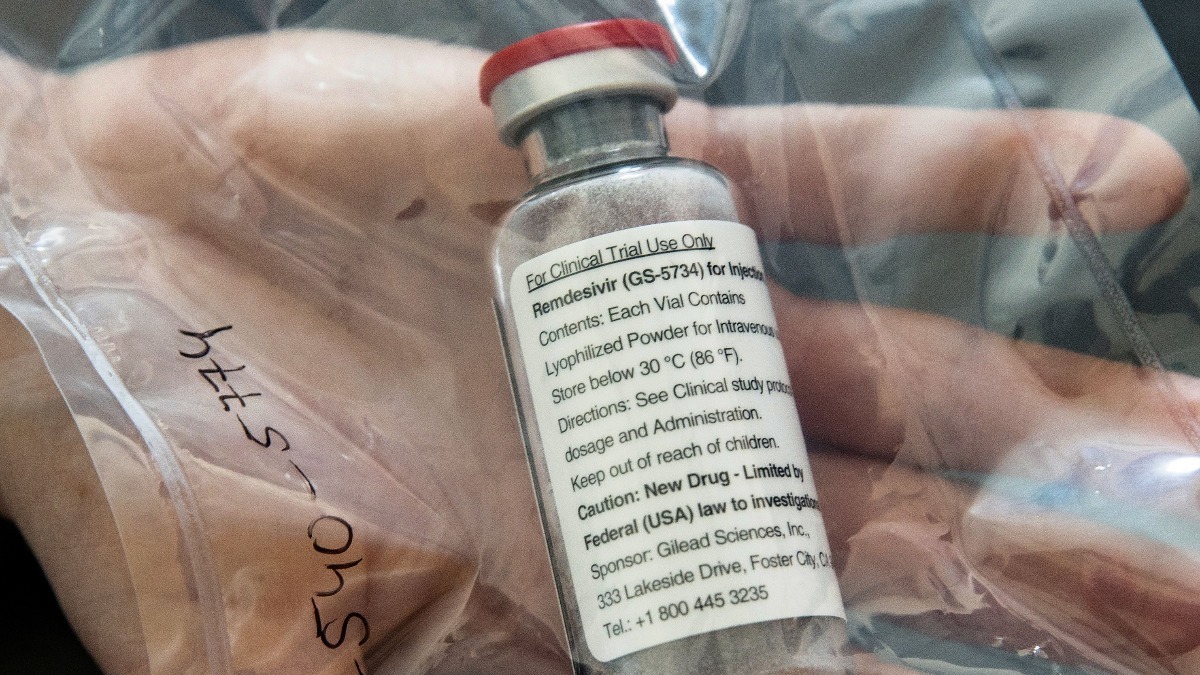 For Clinical Trial Use Only
Remdesivir (GS-5734) for
Contents: Each Vial Contains
Lyophilized Powder for Intravenous
Store below 30 °C (86 °F).
Directions: See Clinical study
dosage and Administration.
Keep out of reach of children.
Caution: New Drug - Limited by
Federal (USA) law to
Sponsor: Gilead Sciences, Inc.,
333 Lakeside Drive, Foster City,
Tel.: +1 800 445 3235